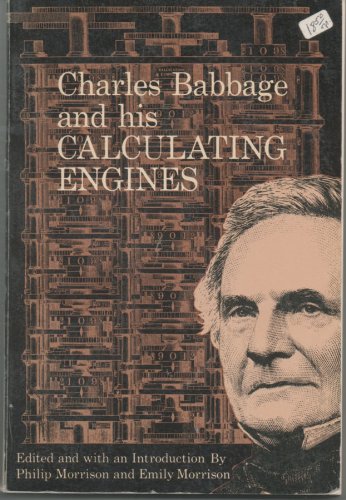 Charles Babbage
and his
CALCULATING
ENGINES
Edited and with an Introduction By
Philip Morrison and Emily Morrison